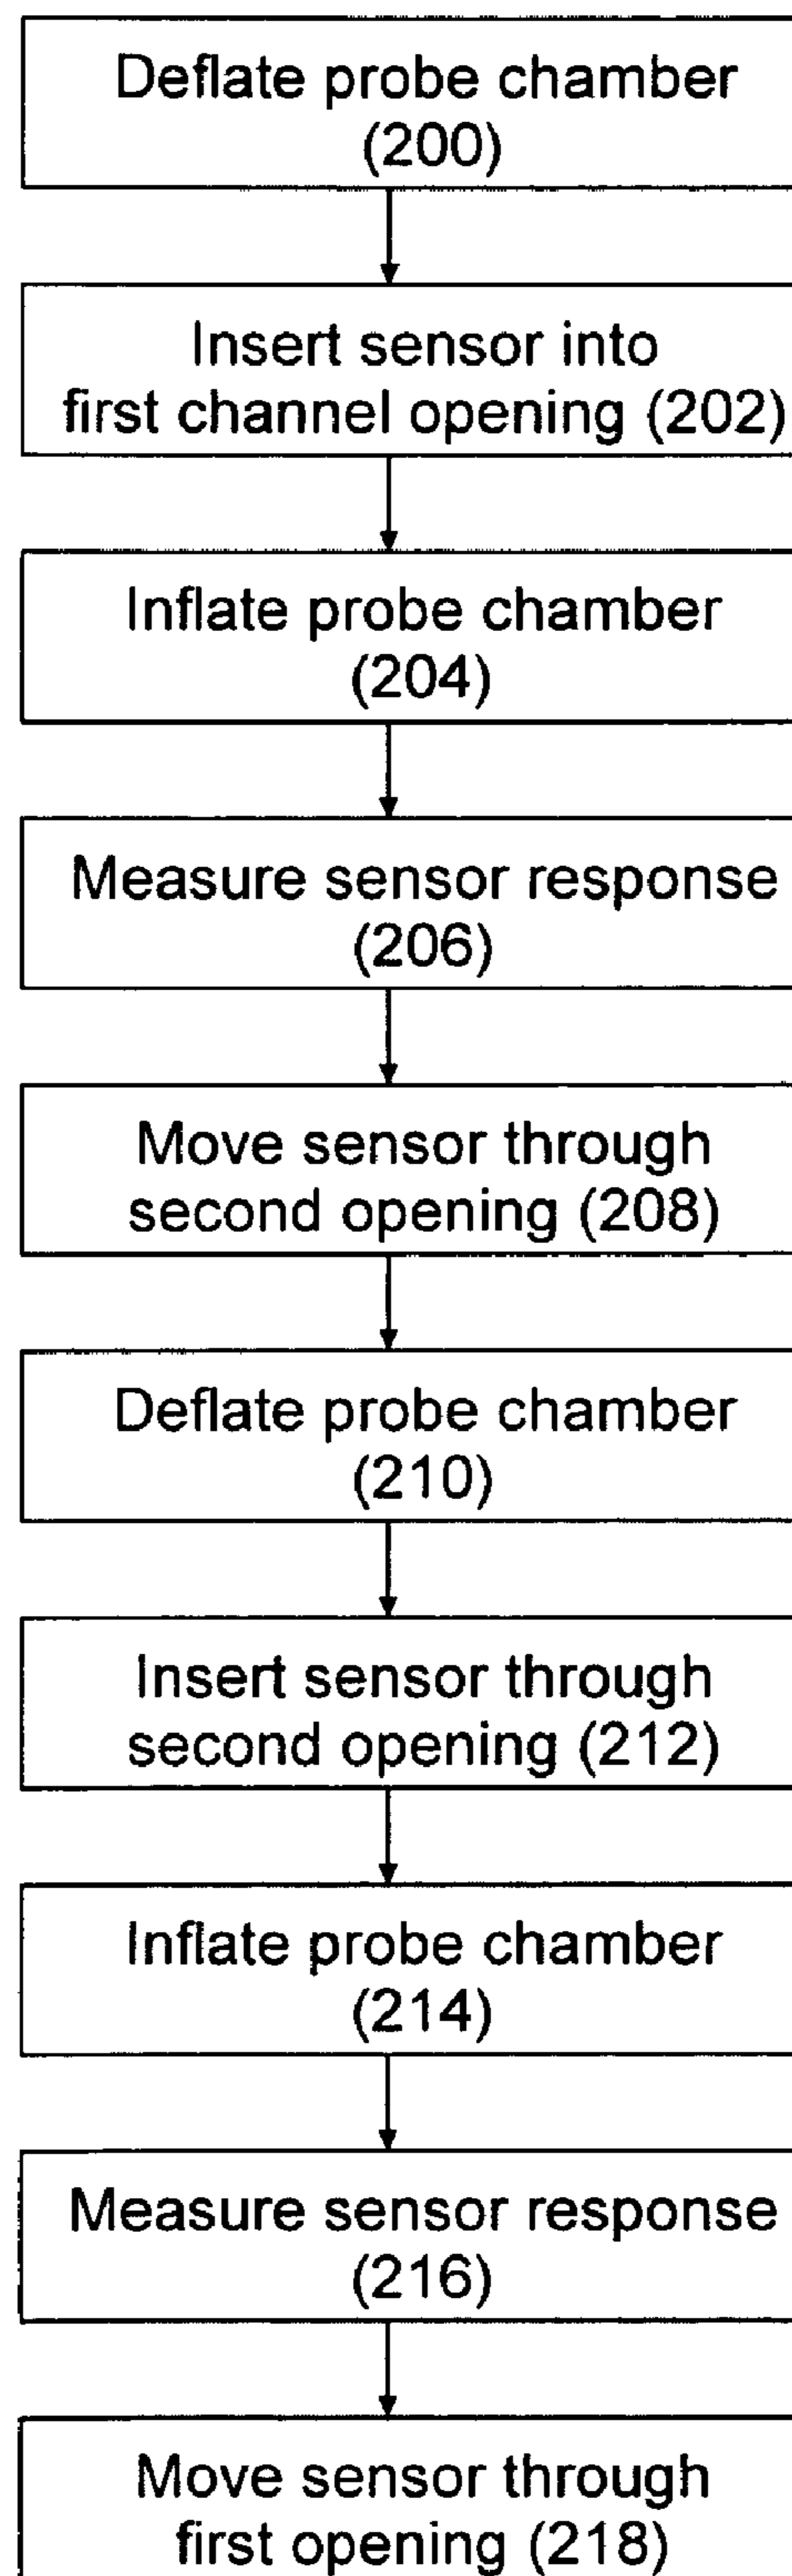 Deflate probe chamber
(200)
Insert sensor into
first channel opening (202)
Inflate probe chamber
(204)
Measure sensor response
(206)
Move sensor through
second opening (208)
Deflate probe chamber
(210)
Insert sensor through
second opening (212)
Inflate probe chamber
(214)
Measure sensor response
(216)
Move sensor through
first opening (218)